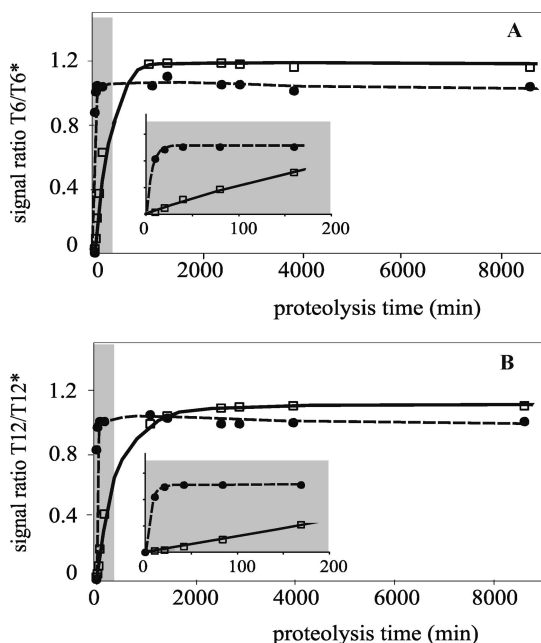 A
signal ratio T6/T6*
1.2
0.8
0.4
0
0 100 200
0 2000 4000 6000 8000
proteolysis time (min)
B
signal ratio T12/T12*
1.2
0.8
0.4
0
0 100 200
0 2000 4000 6000 8000
proteolysis time (min)